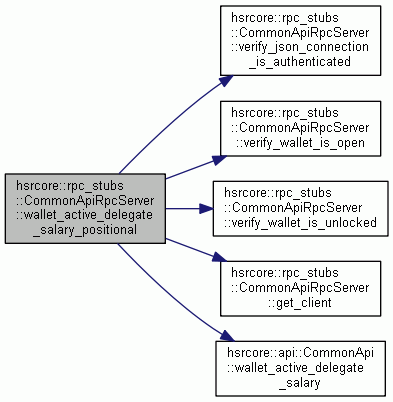 hsrcore::rpc_stubs
::CommonApiRpcServer
::wallet_active_delegate
_salary_positional
hsrcore::rpc_stubs
::CommonApiRpcServer
::verify_json_connection
_is_authenticated
hsrcore::rpc_stubs
::CommonApiRpcServer
::verify_wallet_is_open
hsrcore::rpc_stubs
::CommonApiRpcServer
::verify_wallet_is_unlocked
hsrcore::rpc_stubs
::CommonApiRpcServer
::get_client
hsrcore::api::CommonApi
::wallet_active_delegate
_salary